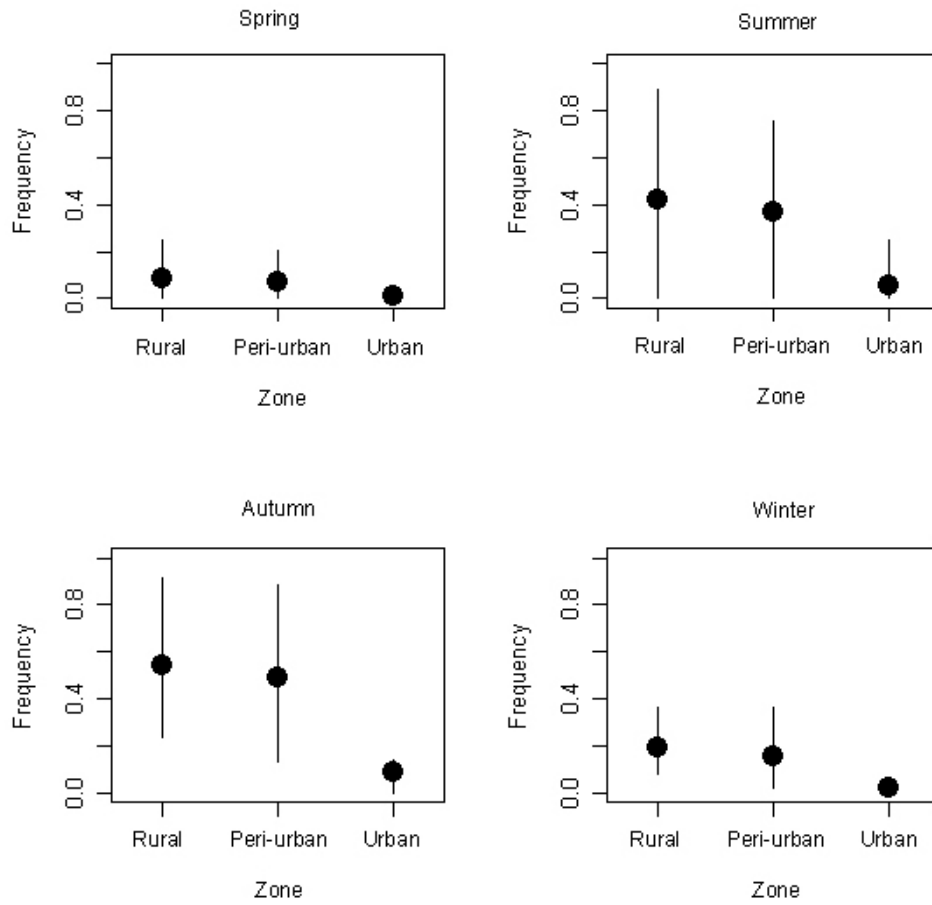 Spring
Frequency
0.8
0.4
0.0
Rural Peri-urban Urban
Zone
Summer
Frequency
0.8
0.4
0.0
Rural Peri-urban Urban
Zone
Autumn
Frequency
0.8
0.4
0.0
Rural Peri-urban Urban
Zone
Winter
Frequency
0.8
0.4
0.0
Rural Peri-urban Urban
Zone